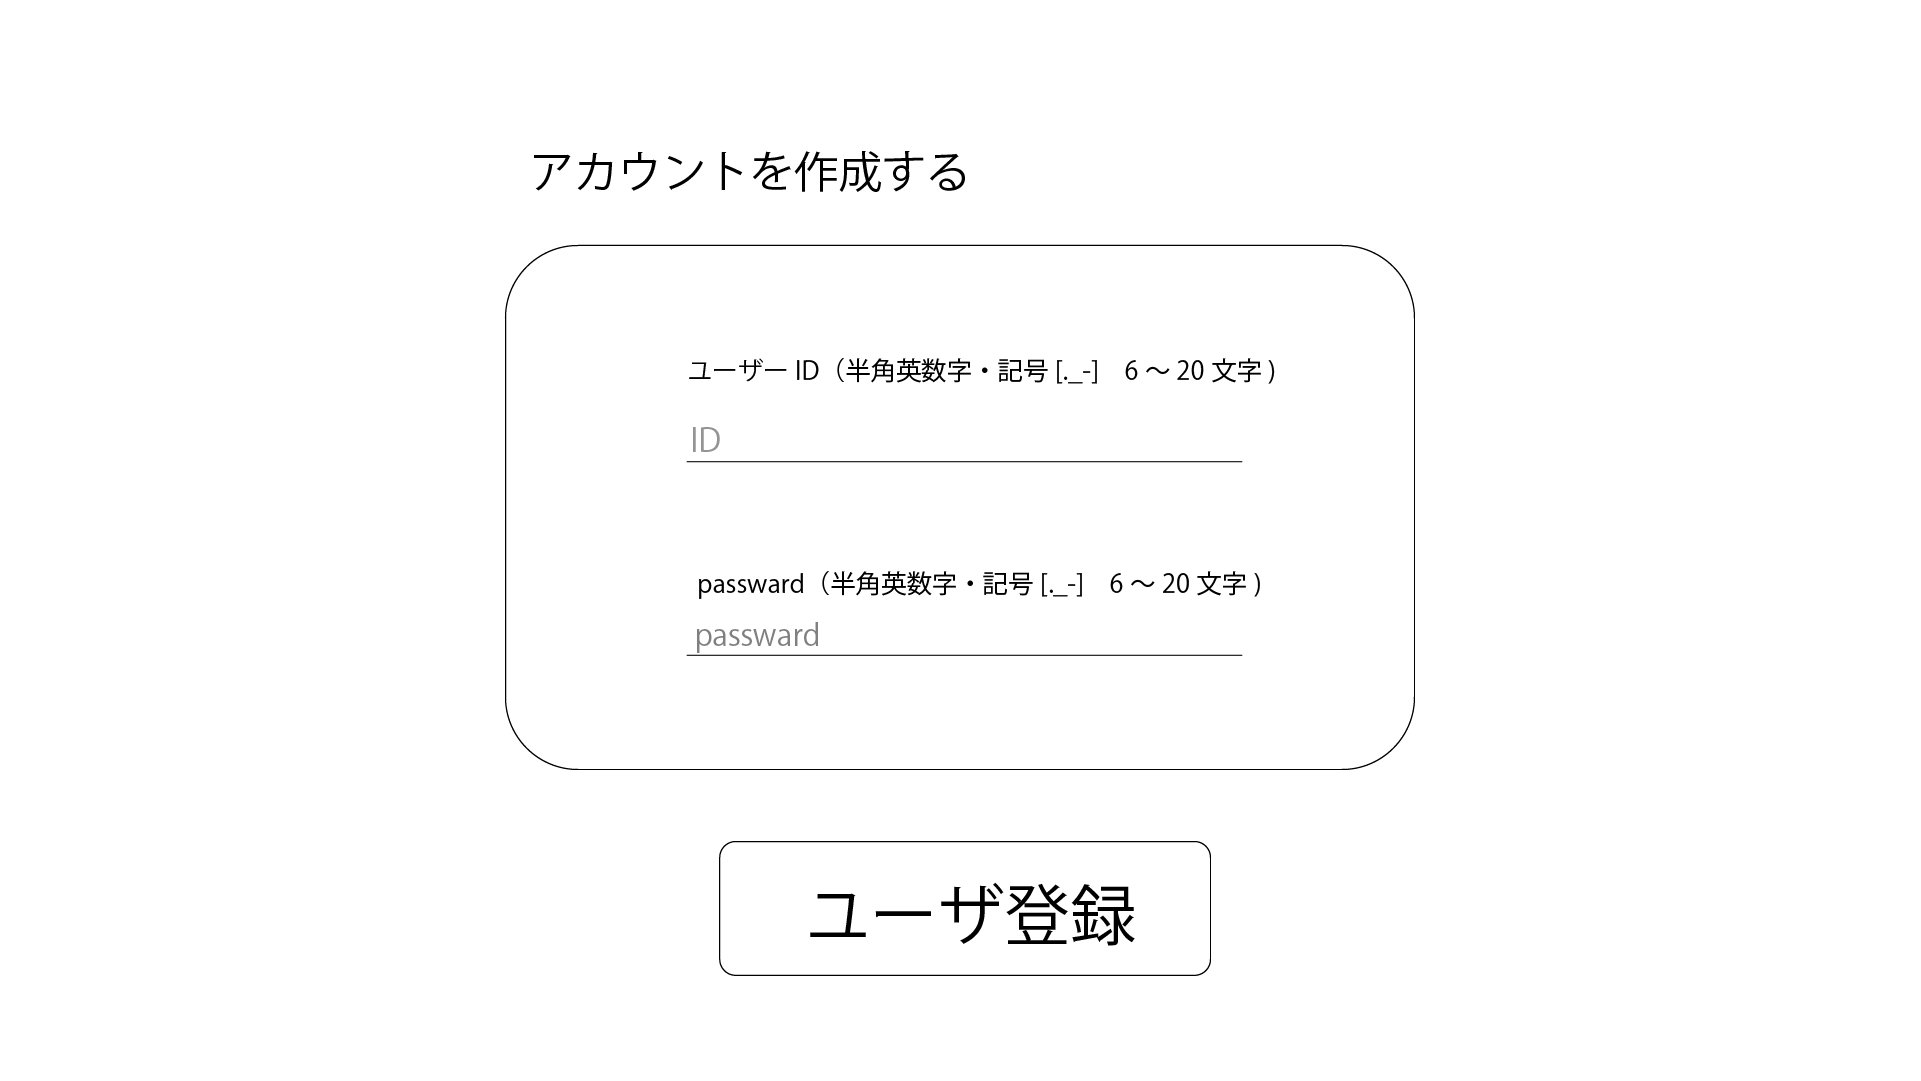 アカウントを作成する
ユーザー ID（半角英数字・記号 [._-]　6 〜 20 文字 )
ID
passward（半角英数字・記号 [._-]　6 〜 20 文字 )
passward
ユーザ登録